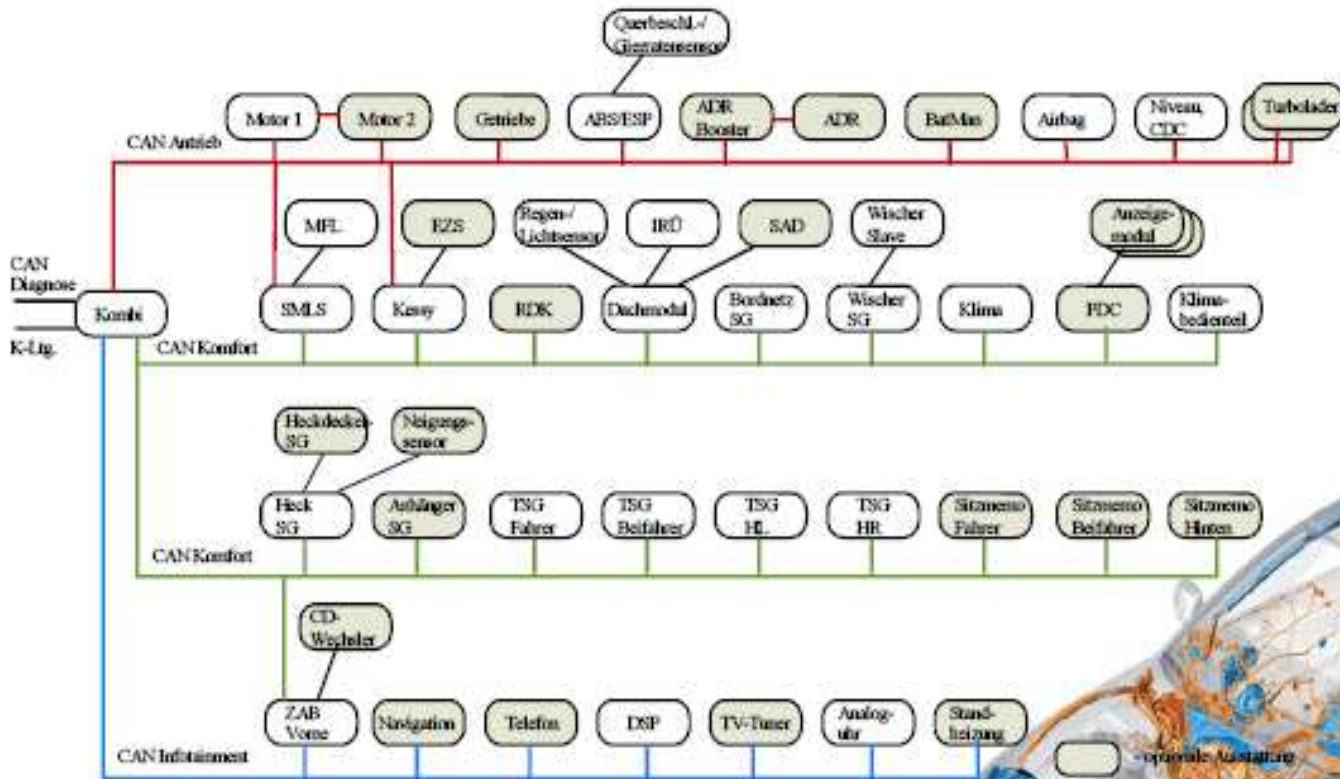 Querbeschl.-/
Gierratensensor
Motor 1
Motor 2
Getriebe
ABS/ESP
ADR
Booster
ADR
BatMan
Airbag
Niveau,
CDC
Turbolader
CAN Antrieb
MFL
EZS
Regen-/
Lichtsensor
IRÜ
SAD
Wischer
Slave
Anzeige-
modul
CAN
Diagnose
Kombi
K-Ltg.
SMLS
Kessy
RDK
Dachmodul
Bordnetz
SG
Wischer
SG
Klima
PDC
Klima-
bedienteil
CAN Komfort
Heckdeckel-
SG
Neigungs-
sensor
Heck
SG
Anhänger
SG
TSG
Fahrer
TSG
Beifahrer
TSG
HL
TSG
HR
Sitzmemo
Fahrer
Sitzmemo
Beifahrer
Sitzmemo
Hinten
CAN Komfort
CD-
Wechsler
ZAB
Vorne
Navigation
Telefon
DSP
TV-Tuner
Analog-
uhr
Stand-
heizung
CAN Infotainment
- optionale Ausstattung